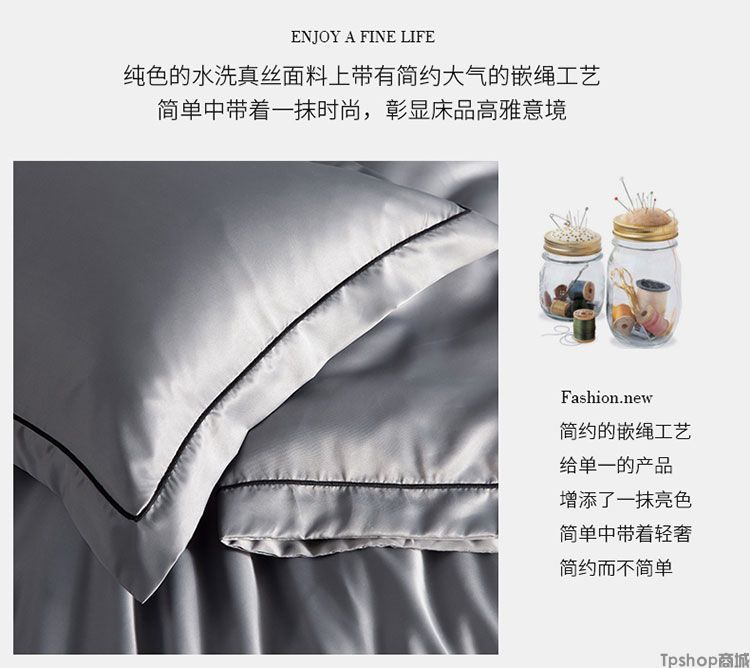 ENJOY A FINE LIFE
纯色的水洗真丝面料上带有简约大气的嵌绳工艺
简单中带着一抹时尚，彰显床品高雅意境
Fashion.new
简约的嵌绳工艺
给单一的产品
增添了一抹亮色
简单中带着轻奢
简约而不简单
Tpshop商城